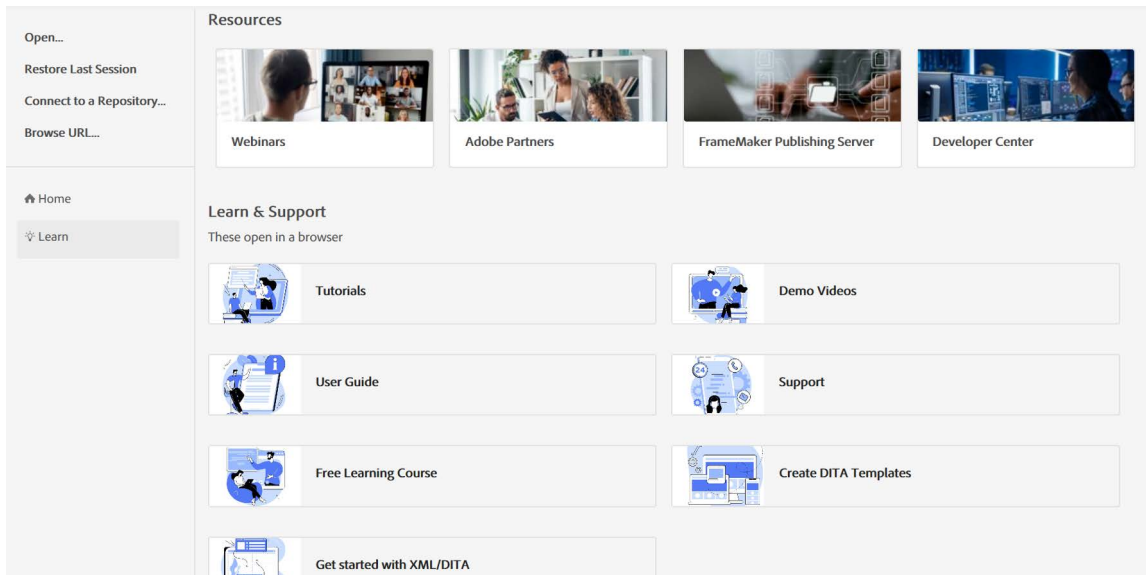 Open...
Restore Last Session
Connect to a Repository...
Browse URL...
Home
Learn
Resources
Webinars
Adobe Partners
FrameMaker Publishing Server
Developer Center
Learn & Support
These open in a browser
Tutorials
Demo Videos
User Guide
24
Support
Free Learning Course
Create DITA Templates
Get started with XML/DITA